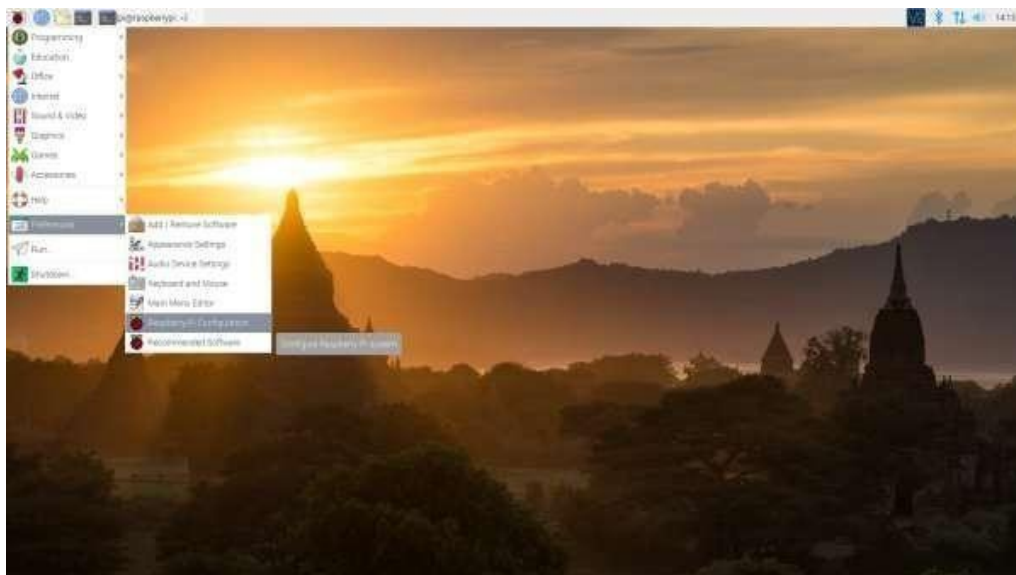 pi@raspberrypi: ~
14:13
Programming
Education
Office
Internet
Sound & Video
Graphics
Games
Accessories
Help
Preferences
Add / Remove Software
Appearance Settings
Run...
Audio Device Settings
Shutdown...
Keyboard and Mouse
Main Menu Editor
Raspberry Pi Configuration
Recommended Software
Configure Raspberry Pi system